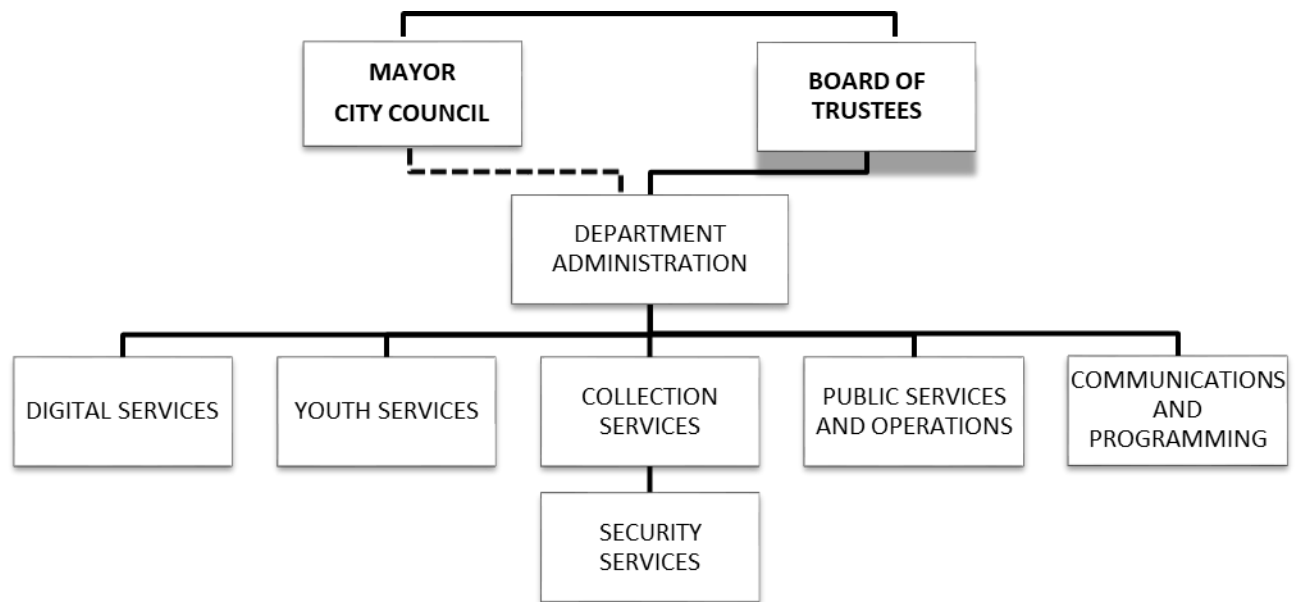 MAYOR
CITY COUNCIL
BOARD OF
TRUSTEES
DEPARTMENT
ADMINISTRATION
DIGITAL SERVICES
YOUTH SERVICES
COLLECTION
SERVICES
PUBLIC SERVICES
AND OPERATIONS
COMMUNICATIONS
AND
PROGRAMMING
SECURITY
SERVICES